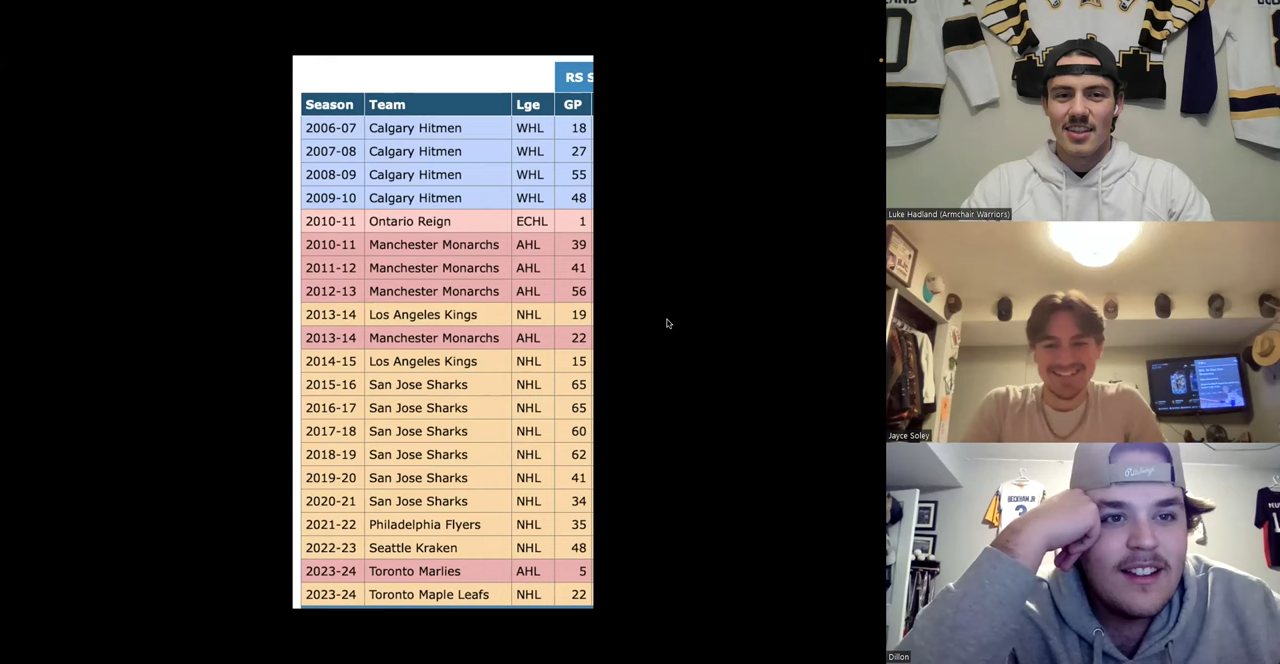 RS S
Season Team Lge GP
2006-07 Calgary Hitmen WHL 18
2007-08 Calgary Hitmen WHL 27
2008-09 Calgary Hitmen WHL 55
2009-10 Calgary Hitmen WHL 48
2010-11 Ontario Reign ECHL 1
2010-11 Manchester Monarchs AHL 39
2011-12 Manchester Monarchs AHL 41
2012-13 Manchester Monarchs AHL 56
2013-14 Los Angeles Kings NHL 19
2013-14 Manchester Monarchs AHL 22
2014-15 Los Angeles Kings NHL 15
2015-16 San Jose Sharks NHL 65
2016-17 San Jose Sharks NHL 65
2017-18 San Jose Sharks NHL 60
2018-19 San Jose Sharks NHL 62
2019-20 San Jose Sharks NHL 41
2020-21 San Jose Sharks NHL 34
2021-22 Philadelphia Flyers NHL 35
2022-23 Seattle Kraken NHL 48
2023-24 Toronto Marlies AHL 5
2023-24 Toronto Maple Leafs NHL 22
Luke Hadland (Armchair Warriors)
Jayce Soley
Pittsburgh
BECKHAM JR
3
Dillon